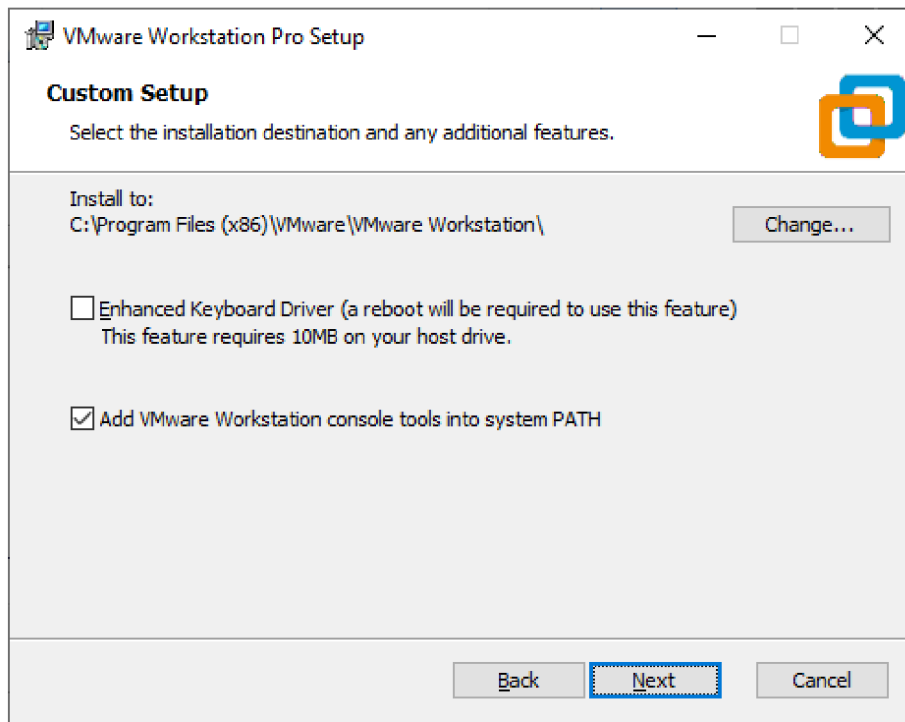 VMware Workstation Pro Setup
Custom Setup
Select the installation destination and any additional features.
Install to:
C:\Program Files (x86)\VMware\VMware Workstation\
Change...
Enhanced Keyboard Driver (a reboot will be required to use this feature)
This feature requires 10MB on your host drive.
Add VMware Workstation console tools into system PATH
Back Next Cancel